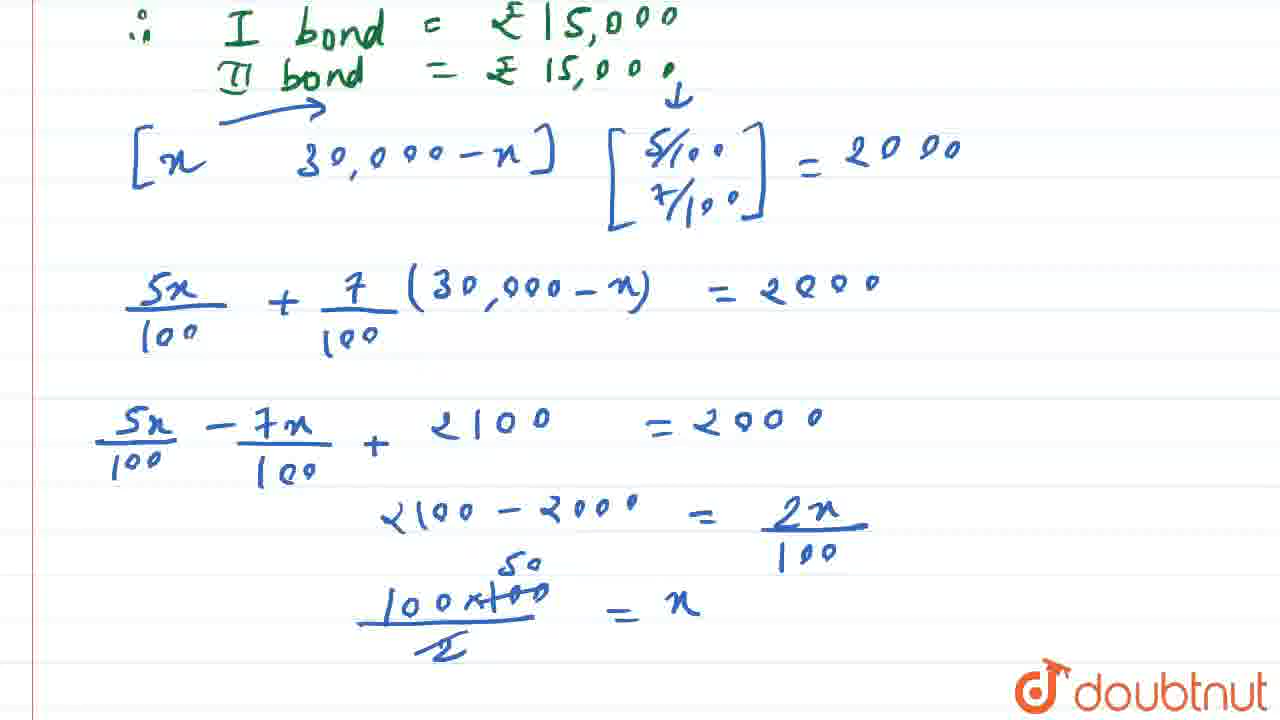 ∴ I bond = ₹ 15,000
II bond = ₹ 15,000
[x 30,000 - x] [5/100 7/100] = 2000
5x/100 + 7/100 (30,000 - x) = 2000
5x/100 - 7x/100 + 2100 = 2000
2100 - 2000 = 2x/100
50
100 x 100/2 = x
doubtnut